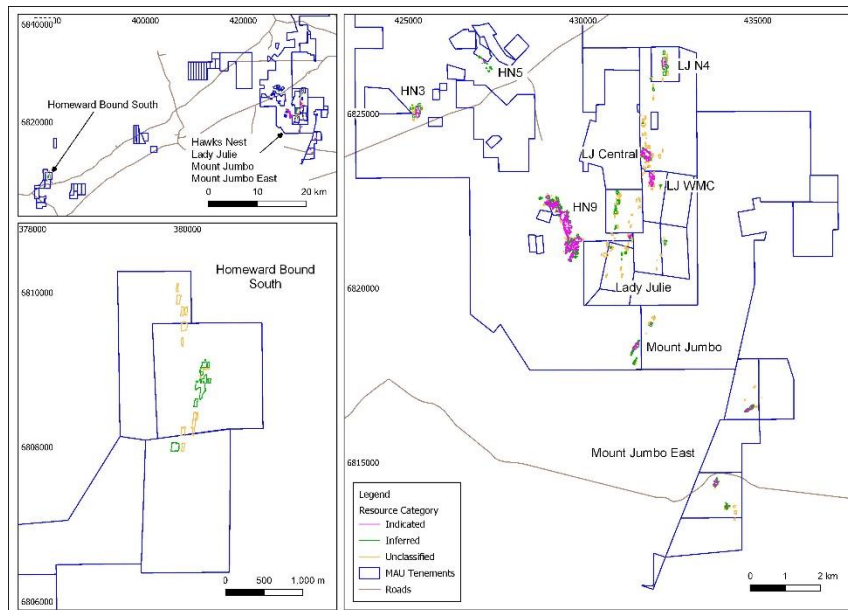 400000
420000
6840000
6820000
Homeward Bound South
Hawks Nest
Lady Julie
Mount Jumbo
Mount Jumbo East
0 10 20 km
378000
380000
6810000
Homeward Bound
South
6808000
0 500 1,000 m
6806000
425000
430000
435000
HN5
LJ N4
HN3
6825000
LJ Central
LJ WMC
HN9
6820000
Lady Julie
Mount Jumbo
Mount Jumbo East
6815000
Legend
Resource Category
Indicated
Inferred
Unclassified
MAU Tenements
Roads
0 1 2 km